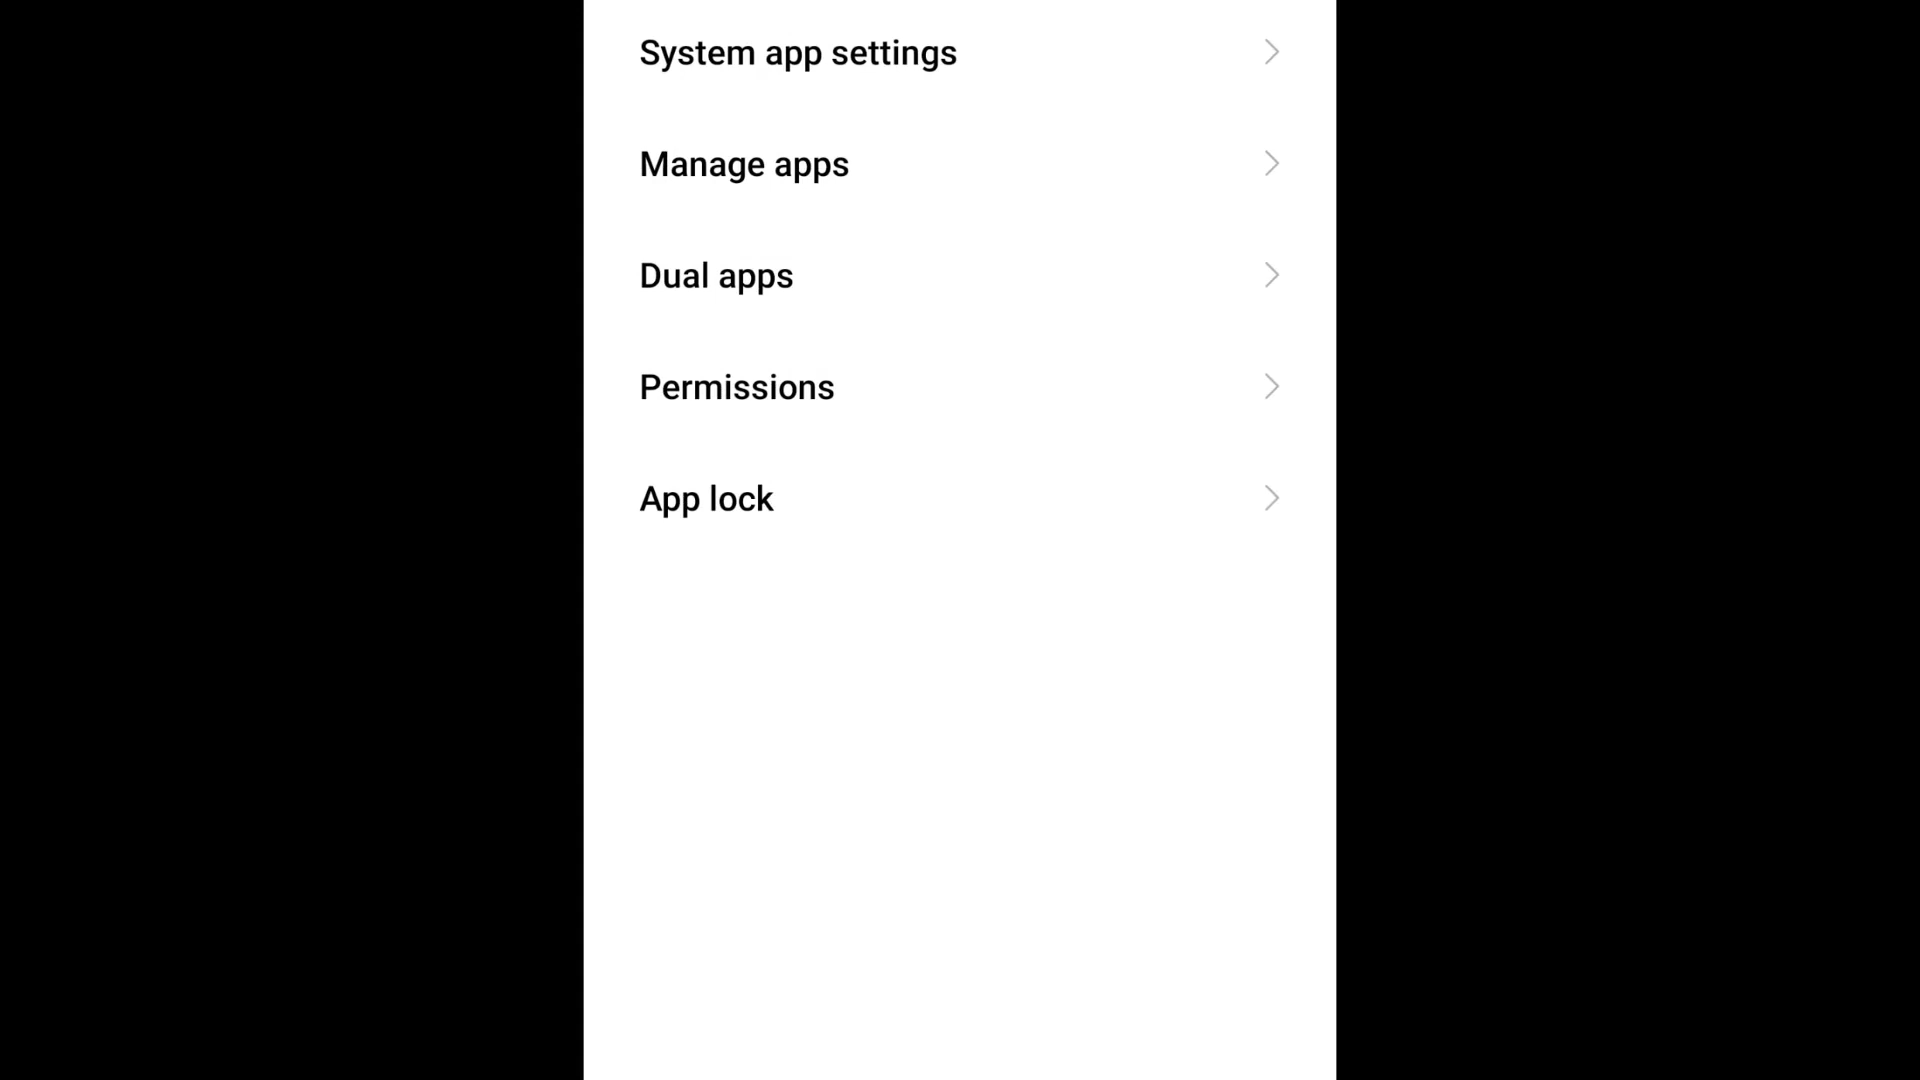 System app settings
Manage apps
Dual apps
Permissions
App lock